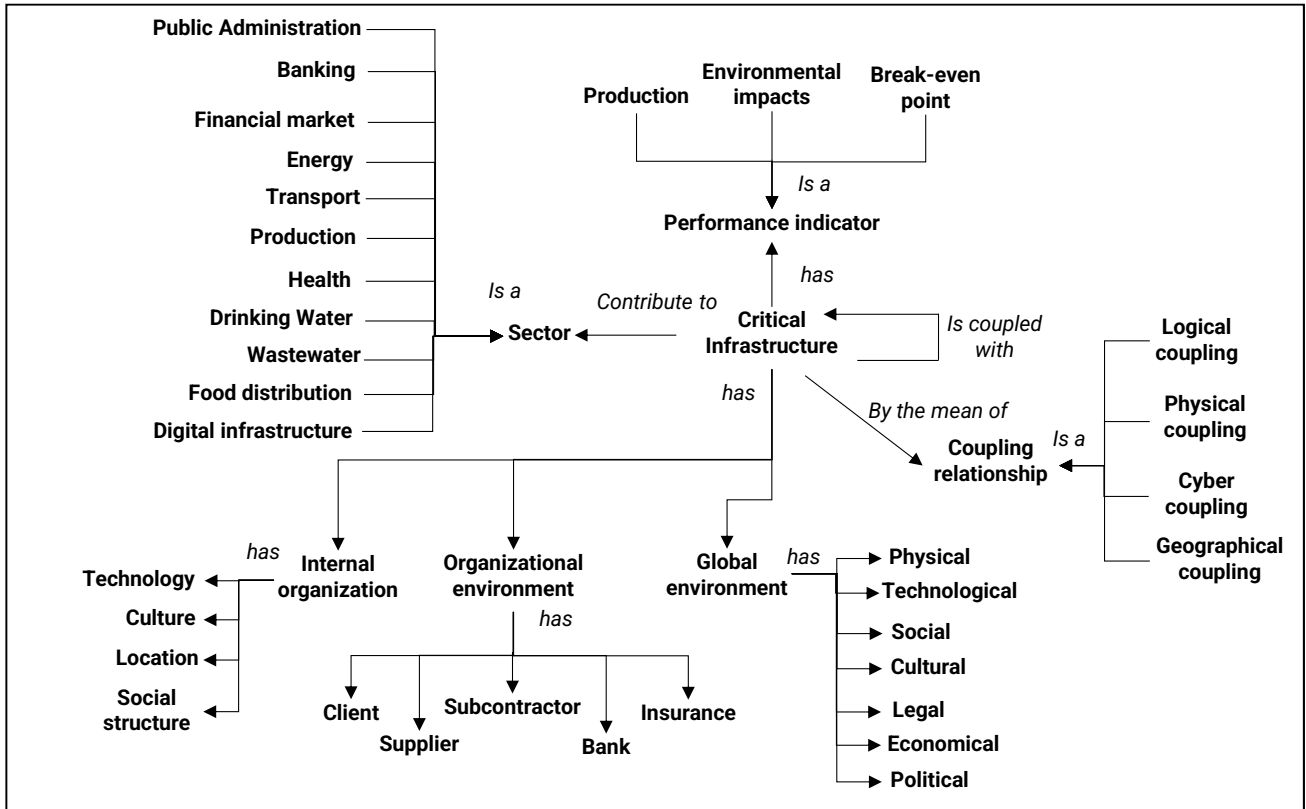 Public Administration
Banking
Financial market
Energy
Transport
Production
Health
Drinking Water
Wastewater
Food distribution
Digital infrastructure
Is a
Sector
Contribute to
Production
Environmental
impacts
Break-even
point
Is a
Performance indicator
has
Critical
Infrastructure
Is coupled
with
has
By the mean of
Coupling
relationship
Is a
Logical
coupling
Physical
coupling
Cyber
coupling
Geographical
coupling
Internal
organization
has
Technology
Culture
Location
Social
structure
Organizational
environment
has
Client
Supplier
Subcontractor
Bank
Insurance
Global
environment
has
Physical
Technological
Social
Cultural
Legal
Economical
Political